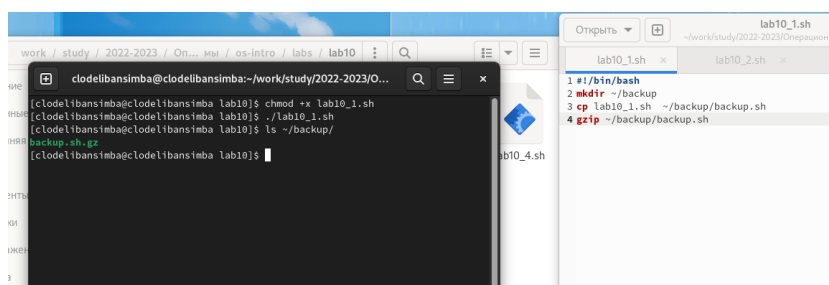 work / study / 2022-2023 / Оп... мы / os-intro / labs / lab10
clodelibansimba@clodelibansimba:~/work/study/2022-2023/О...
[clodelibansimba@clodelibansimba lab10]$ chmod +x lab10_1.sh
[clodelibansimba@clodelibansimba lab10]$ ./lab10_1.sh
[clodelibansimba@clodelibansimba lab10]$ ls ~/backup/
backup.sh.gz
[clodelibansimba@clodelibansimba lab10]$
ab10_4.sh
Открыть
lab10_1.sh
~/work/study/2022-2023/Операцион
lab10_1.sh × lab10_2.sh ×
1 #!/bin/bash
2 mkdir ~/backup
3 cp lab10_1.sh ~/backup/backup.sh
4 gzip ~/backup/backup.sh